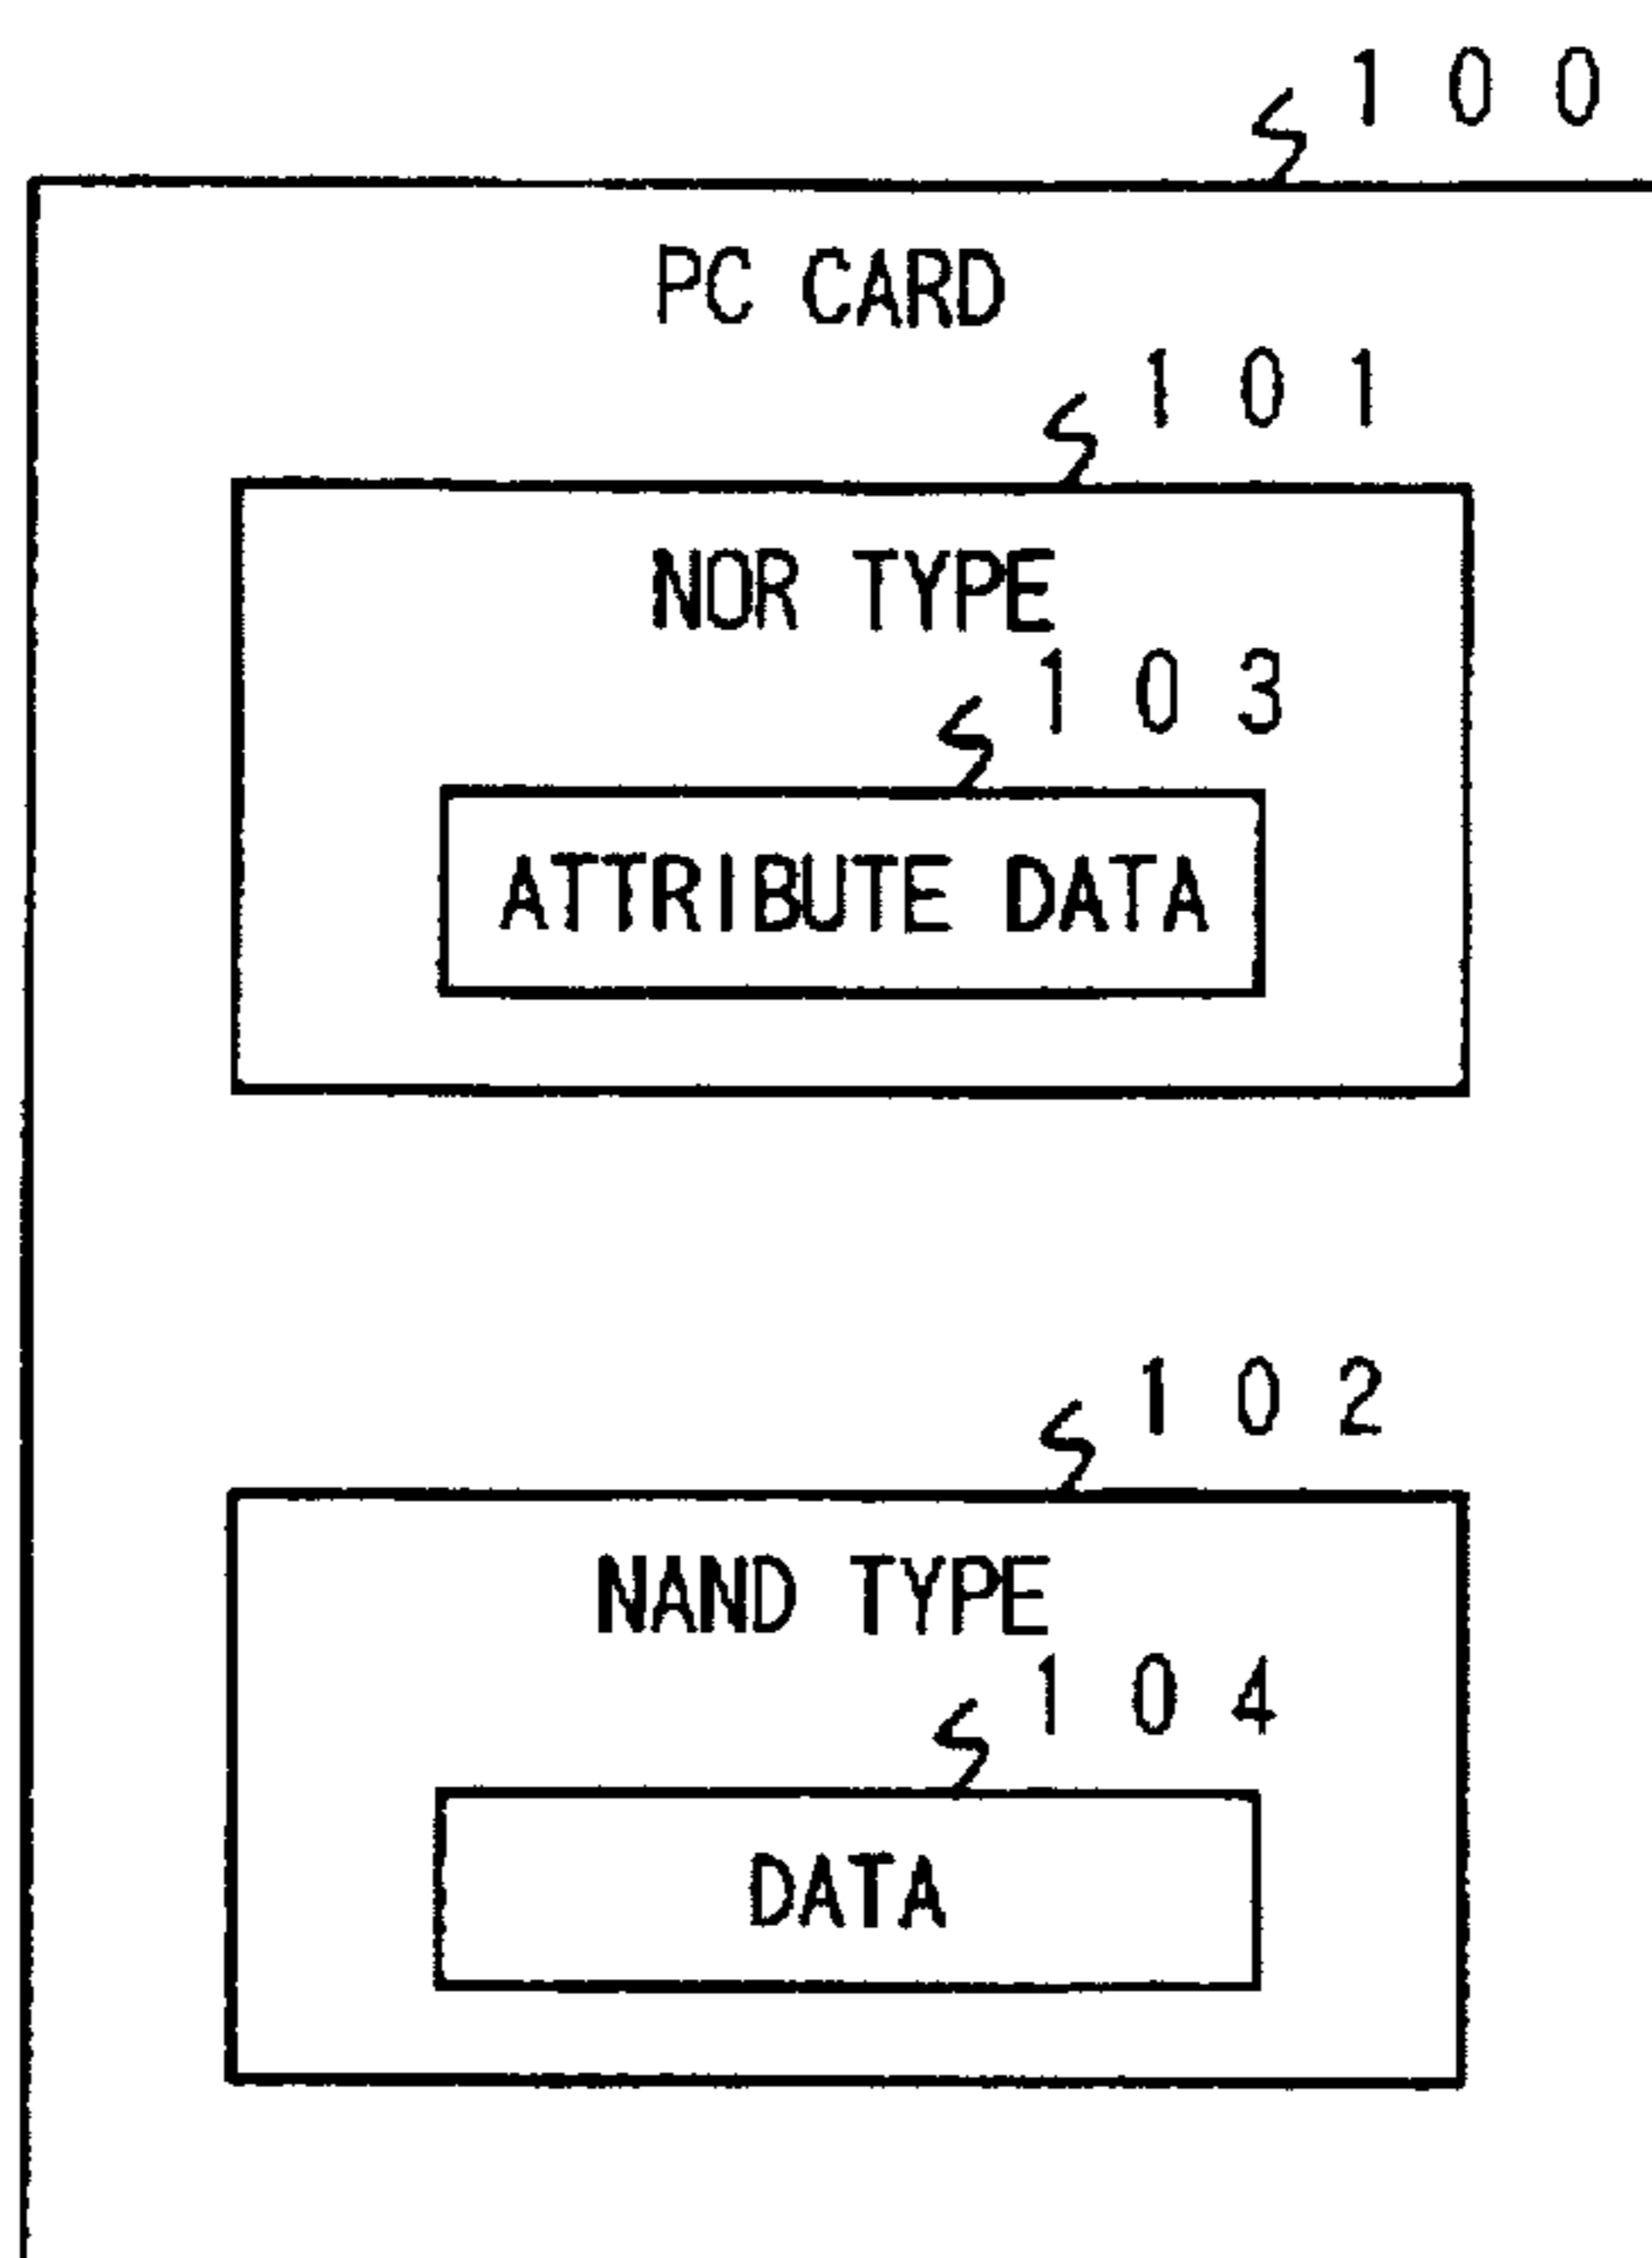 100
PC CARD
101
NOR TYPE
103
ATTRIBUTE DATA
102
NAND TYPE
104
DATA